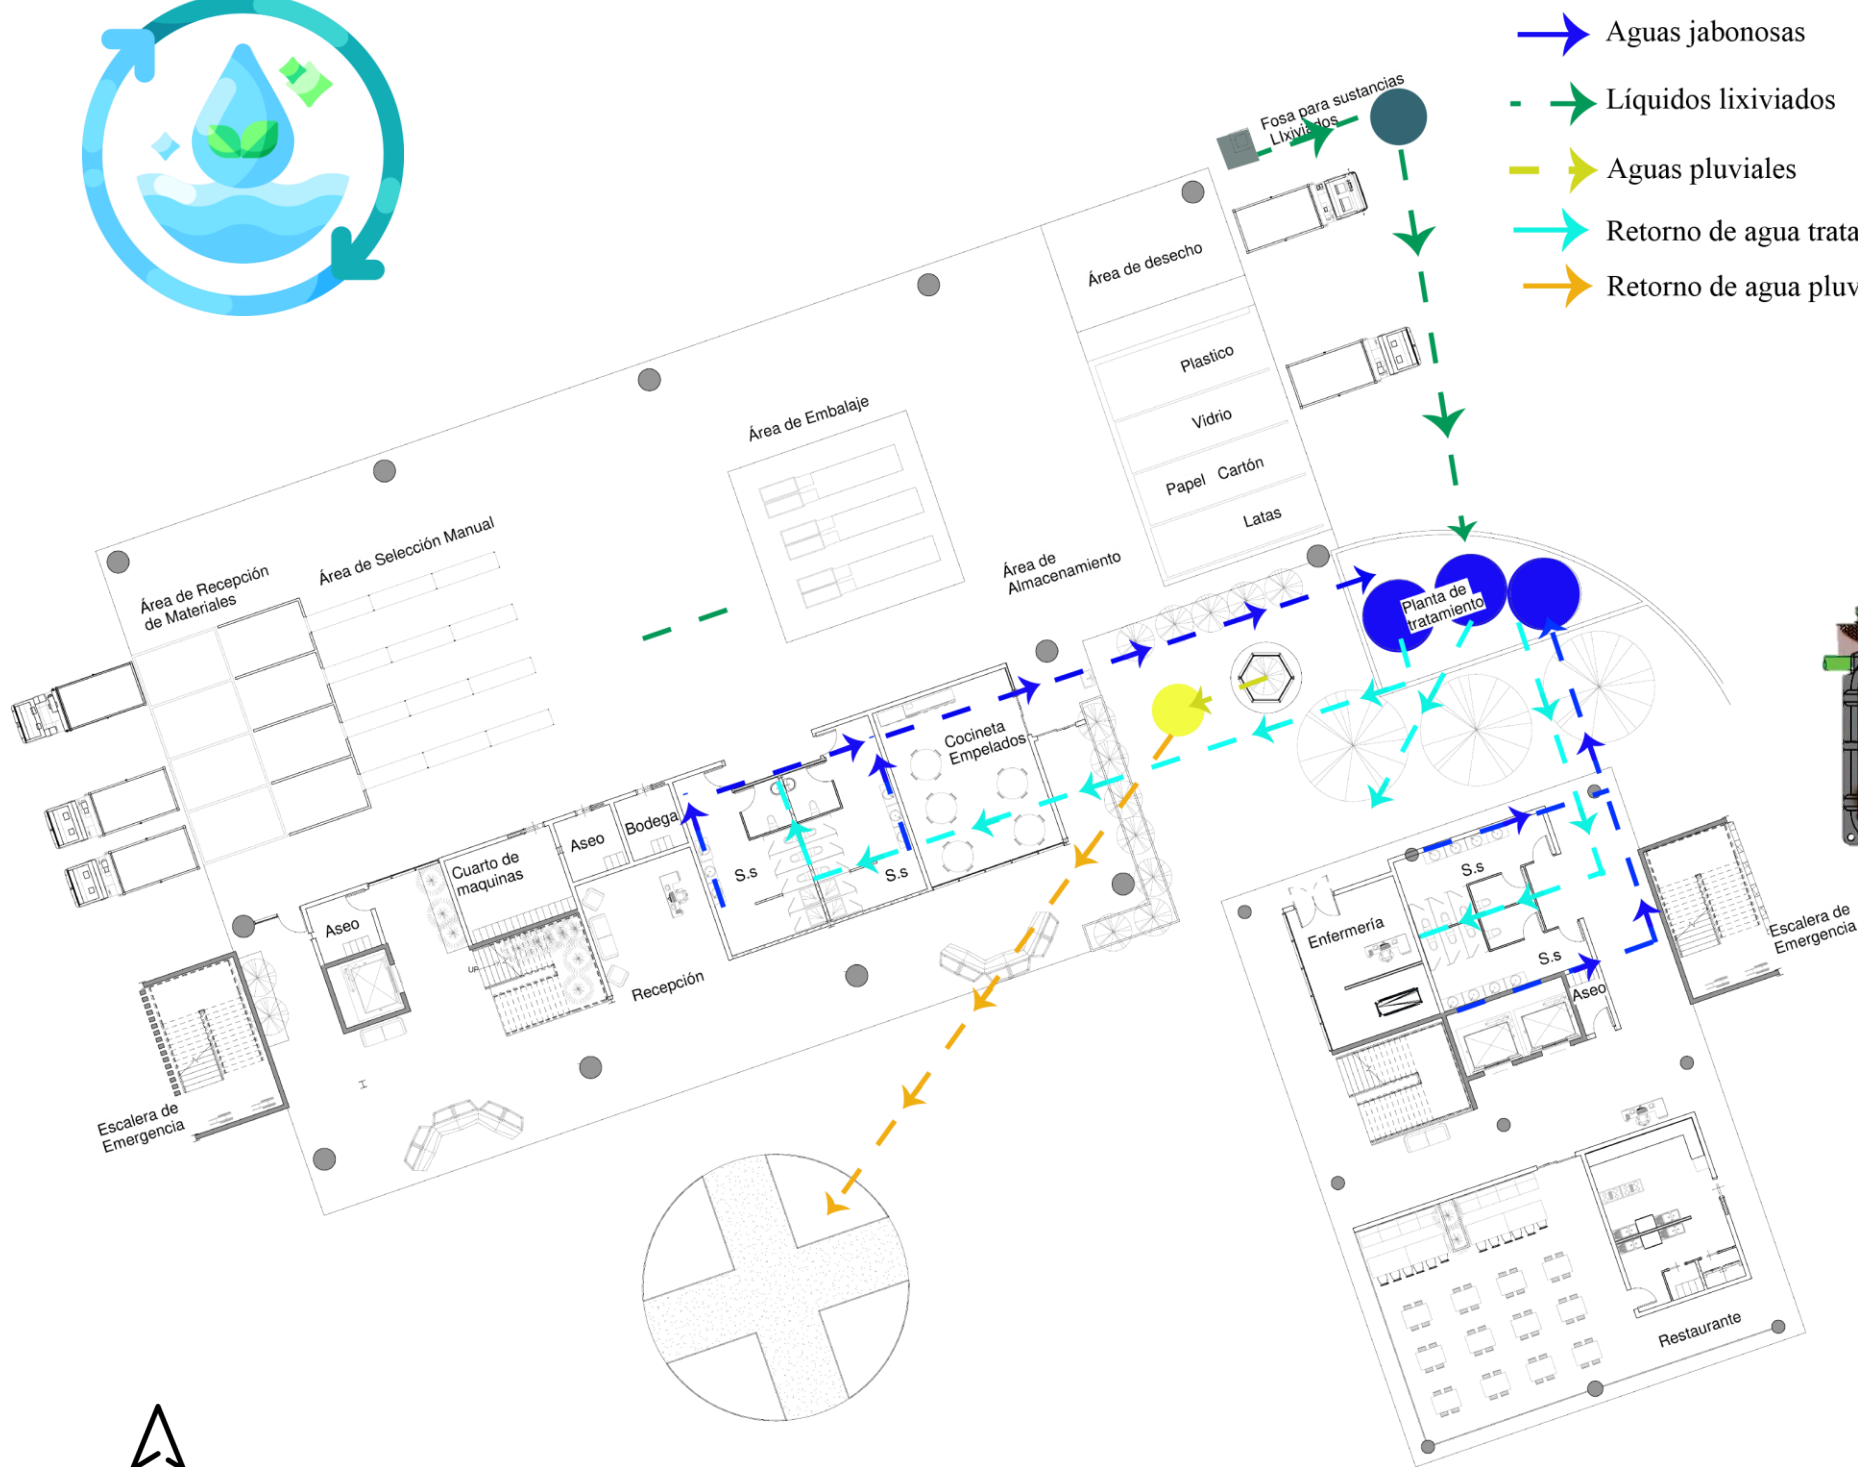 Aguas jabonosas
Líquidos lixiviados
Aguas pluviales
Retorno de agua trata
Retorno de agua pluv
Fosa para sustancias
LIxiviados
Área de desecho
Plastico
Vidrio
Papel Cartón
Latas
Área de Embalaje
Área de
Almacenamiento
Área de Selección Manual
Área de Recepción
de Materiales
Planta de
tratamiento
Cocineta
Empelados
Bodega
Aseo
Cuarto de
maquinas
S.s
S.s
Aseo
UP
Recepción
Escalera de
Emergencia
S.s
Enfermería
S.s
Aseo
Escalera de
Emergencia
Restaurante